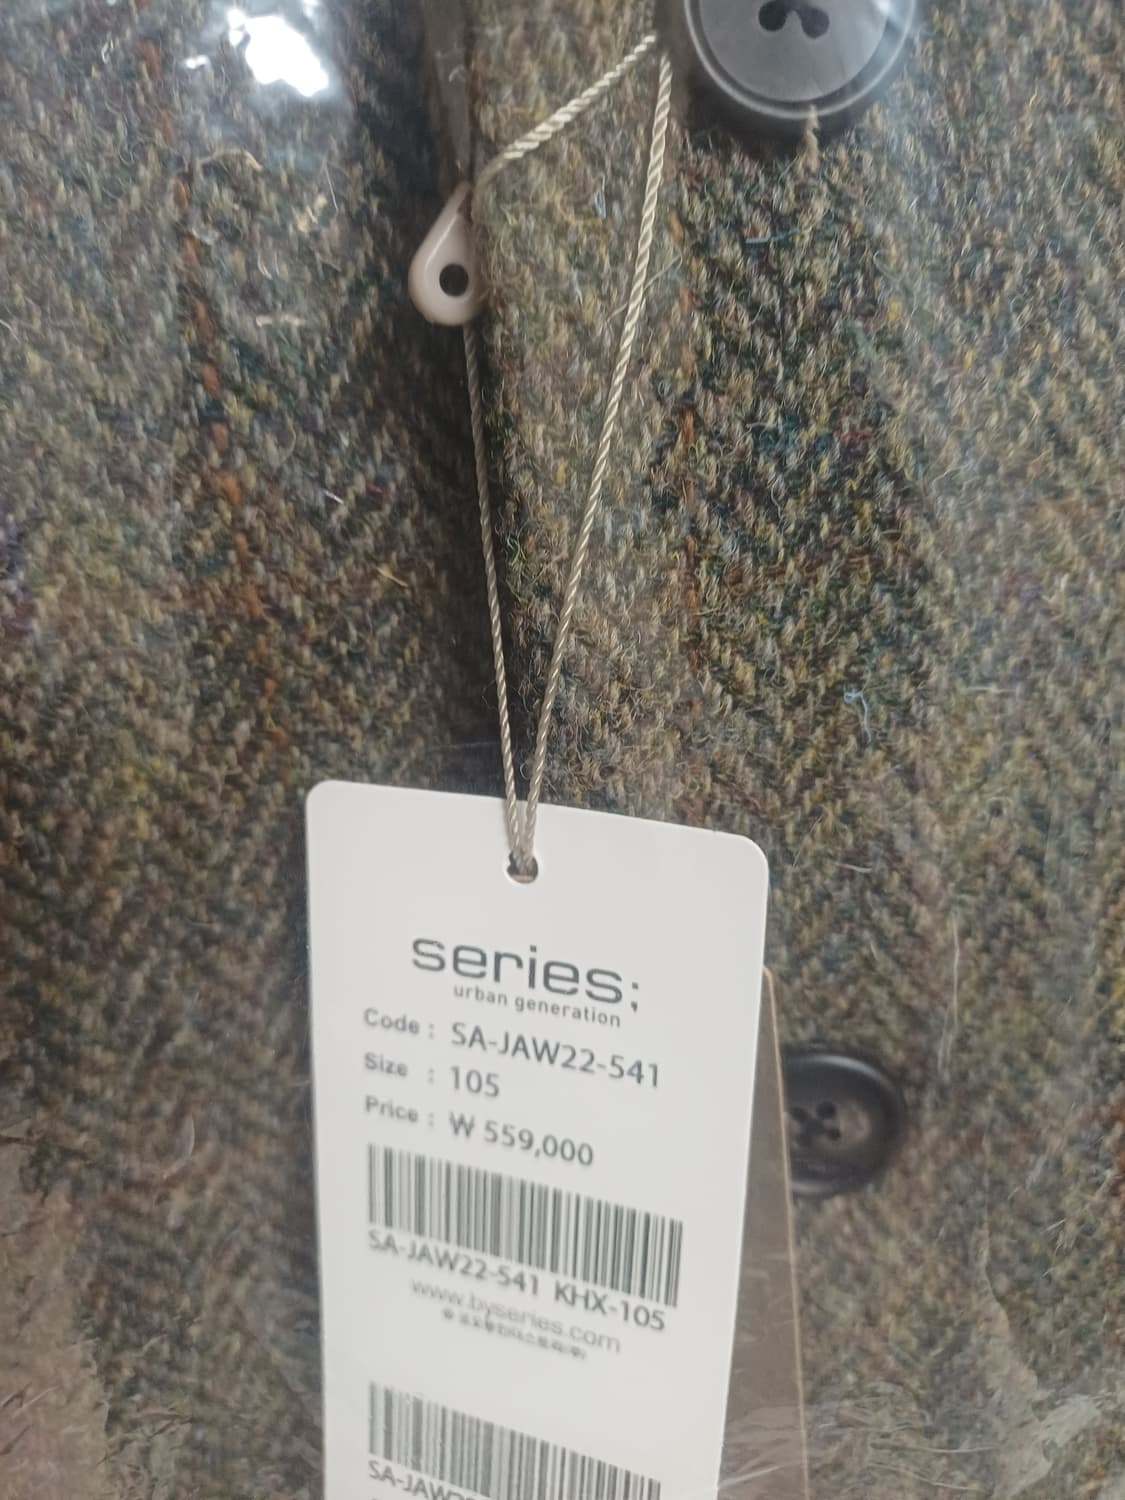 series;
urban generation
Code : SA-JAW22-541
Size : 105
Price : ₩ 559,000
SA-JAW22-541 KHX-105
www.byseries.com